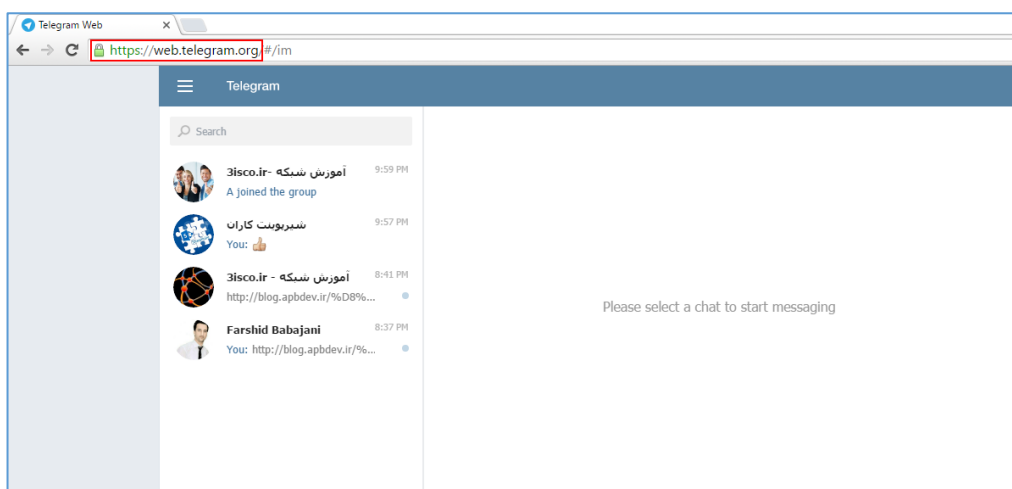 Telegram Web
https://web.telegram.org/#/im
Telegram
Search
آموزش شبکه -3isco.ir 9:59 PM
A joined the group
شیرپوینت کاران 9:57 PM
You: 👍
آموزش شبکه - 3isco.ir 8:41 PM
http://blog.apbdev.ir/%D8%...
Farshid Babajani 8:37 PM
You: http://blog.apbdev.ir/%...
Please select a chat to start messaging